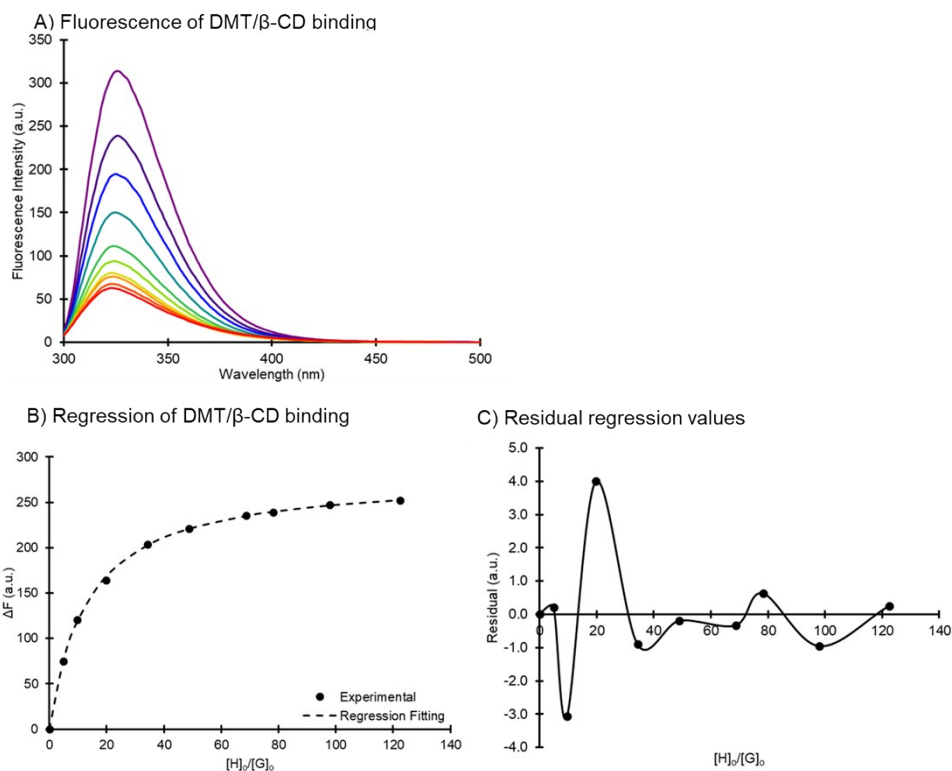 A) Fluorescence of DMT/β-CD binding
350
300
250
200
150
100
50
0
Fluorescence Intensity (a.u.)
300 350 400 450 500
Wavelength (nm)
B) Regression of DMT/β-CD binding
300
250
200
150
100
50
0
ΔF (a.u.)
Experimental
Regression Fitting
0 20 40 60 80 100 120 140
[H]₀/[G]₀
C) Residual regression values
5.0
4.0
3.0
2.0
1.0
0.0
-1.0
-2.0
-3.0
-4.0
Residual (a.u.)
0 20 40 60 80 100 120 140
[H]₀/[G]₀